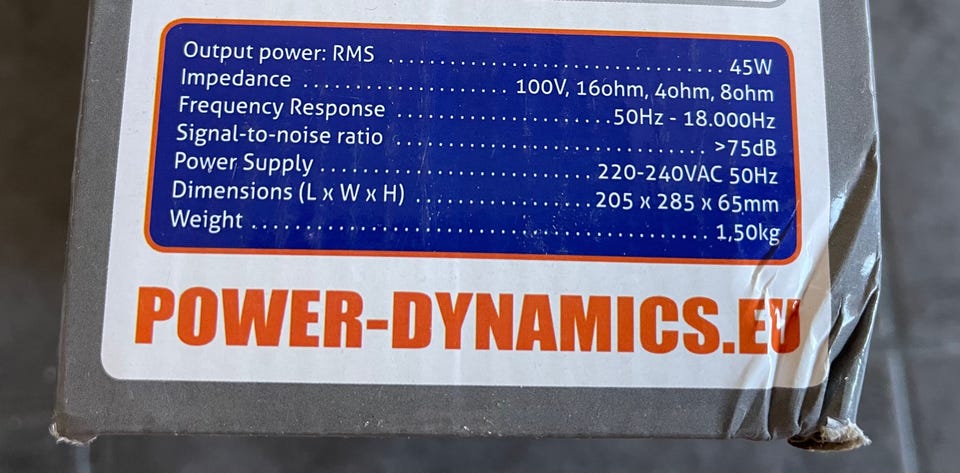 Output power: RMS ........................................ 45W
Impedance ........................ 100V, 16ohm, 4ohm, 8ohm
Frequency Response ........................ 50Hz - 18.000Hz
Signal-to-noise ratio ........................................ >75dB
Power Supply ................................ 220-240VAC 50Hz
Dimensions (L x W x H) ..................... 205 x 285 x 65mm
Weight ...................................................... 1,50kg
POWER-DYNAMICS.EU